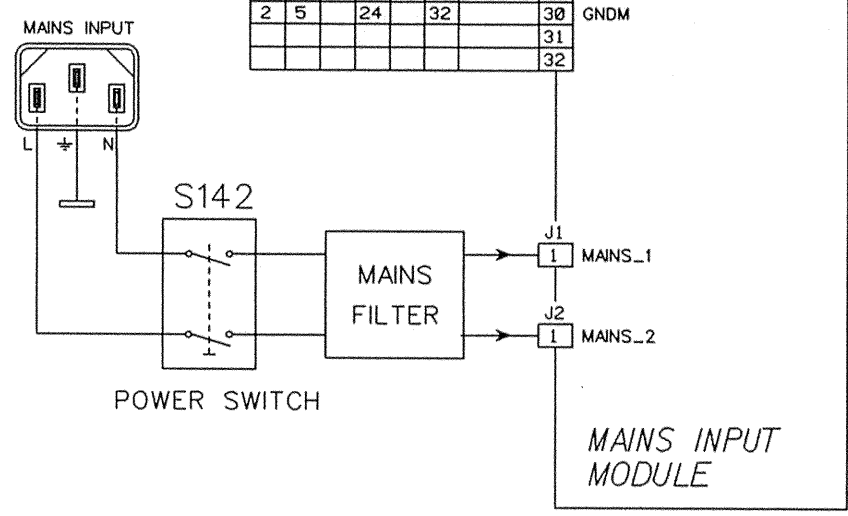 2 5 24 32 30 GNDM
31
32
MAINS INPUT
L N
S142
POWER SWITCH
MAINS
FILTER
J1
1 MAINS_1
J2
1 MAINS_2
MAINS INPUT
MODULE